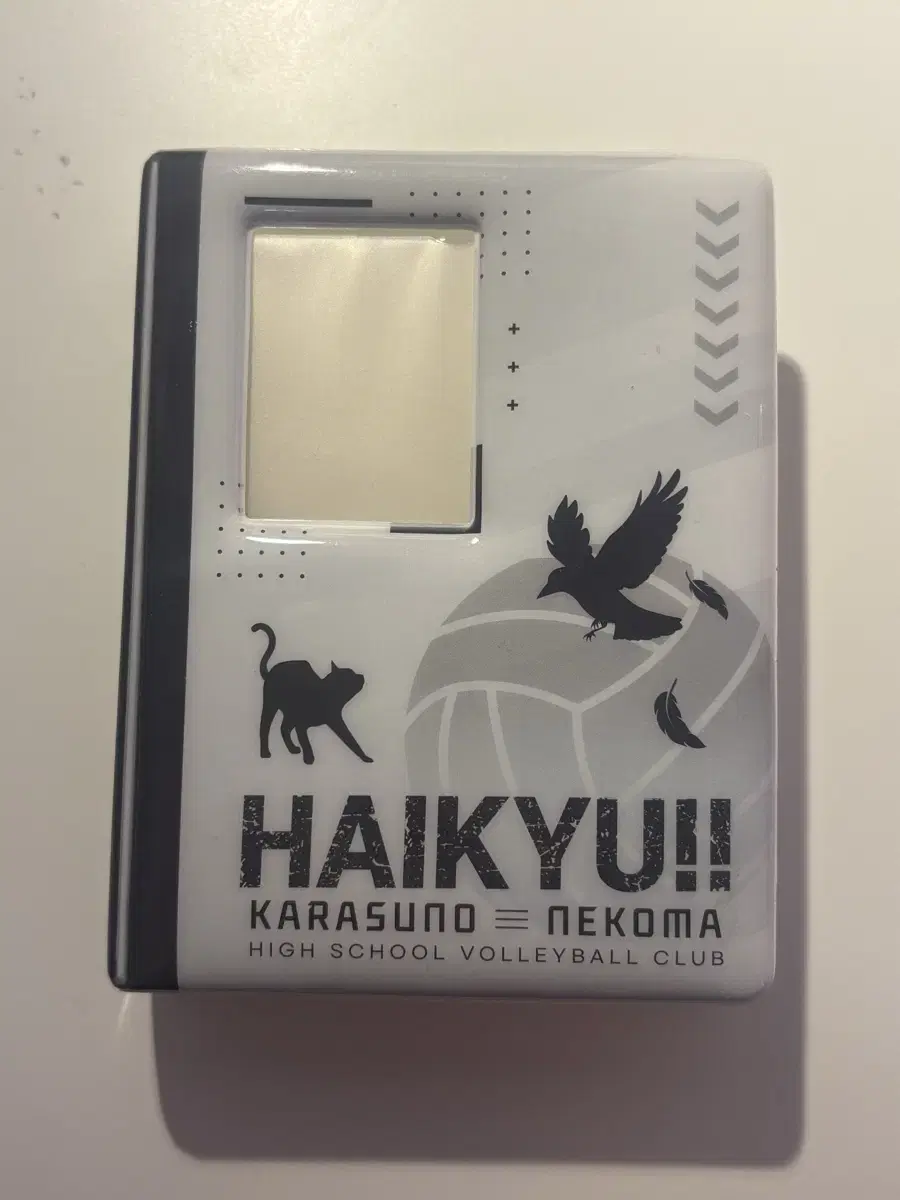 HAIKYU!!
KARASUNO NEKOMA
HIGH SCHOOL VOLLEYBALL CLUB